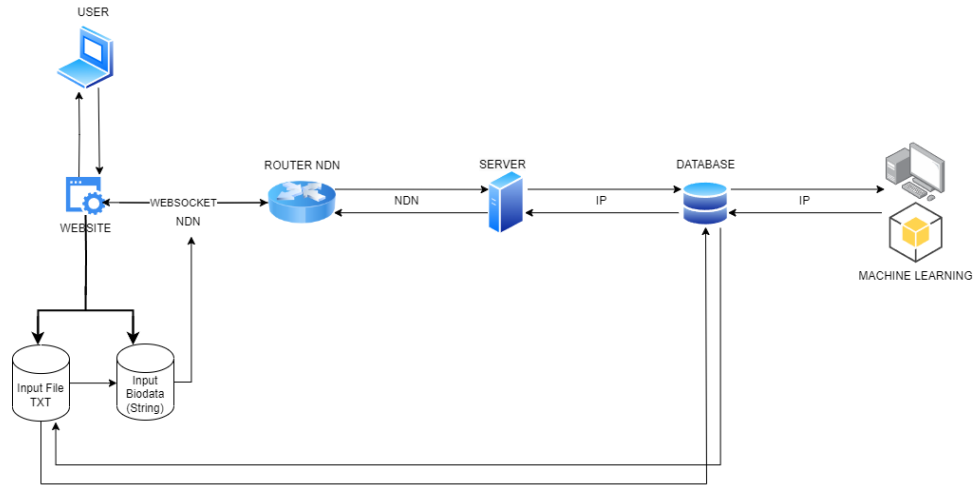 USER
ROUTER NDN
SERVER
DATABASE
WEBSOCKET
NDN
NDN
IP
IP
WEBSITE
MACHINE LEARNING
Input File
TXT
Input
Biodata
(String)